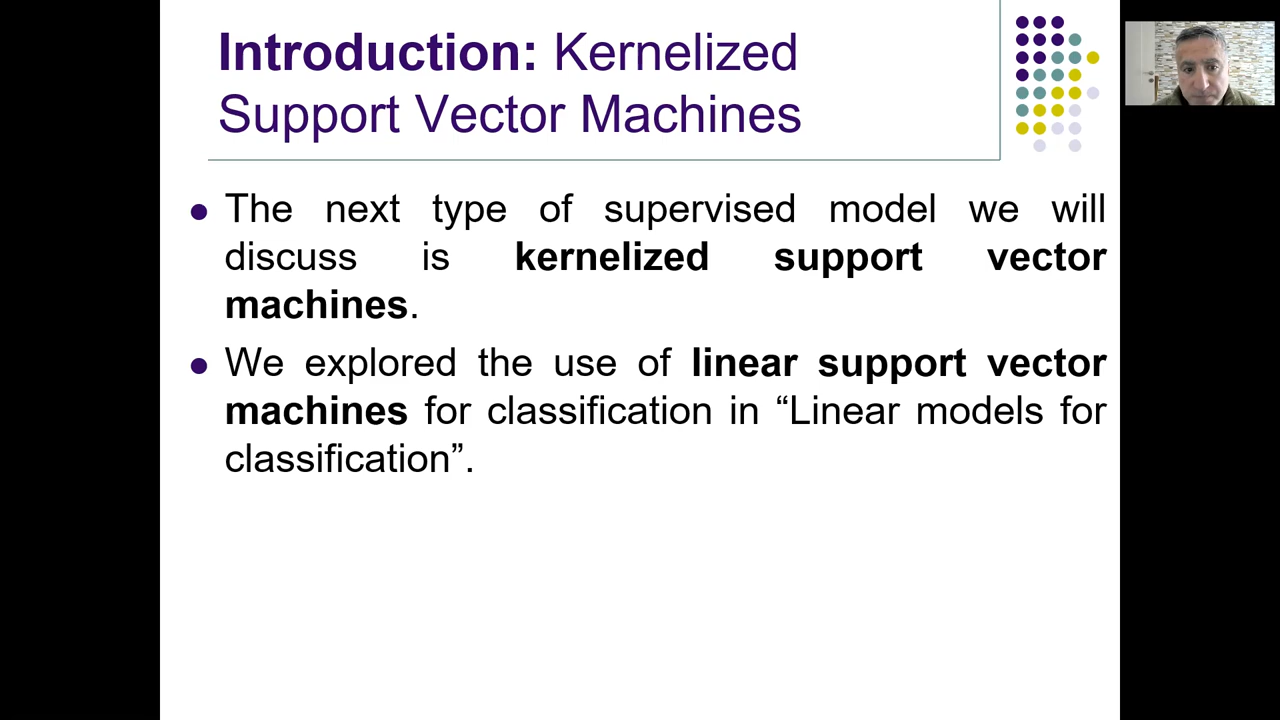 Introduction: Kernelized
Support Vector Machines
The next type of supervised model we will
discuss is kernelized support vector
machines.
We explored the use of linear support vector
machines for classification in “Linear models for
classification”.